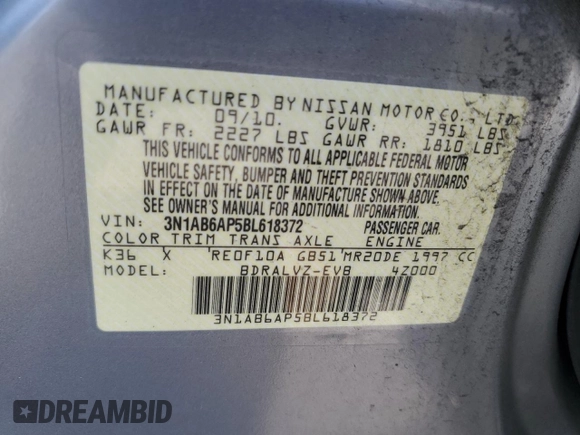 MANUFACTURED BY NISSAN MOTOR CO., LTD.
DATE: 09/10. GVWR: 3951 LBS
GAWR FR: 2227 LBS GAWR RR: 1810 LBS
THIS VEHICLE CONFORMS TO ALL APPLICABLE FEDERAL MOTOR
VEHICLE SAFETY, BUMPER AND THEFT PREVENTION STANDARDS
IN EFFECT ON THE DATE OF MANUFACTURE SHOWN ABOVE.
SEE OWNER'S MANUAL FOR ADDITIONAL INFORMATION.
VIN: 3N1AB6AP5BL618372 PASSENGER CAR.
COLOR TRIM TRANS AXLE ENGINE
K36 X 'RE0F10A GB51'MR20DE 1997 CC
MODEL: BDRALVZ-EVB 4Z000
3N1AB6AP5BL618372
DREAMBID